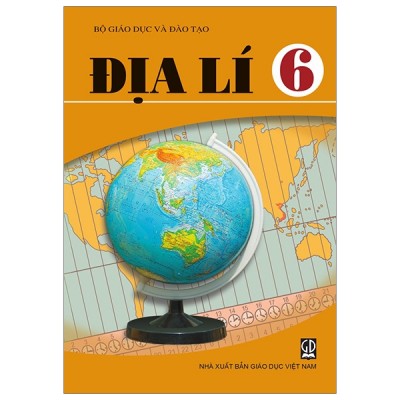 BỘ GIÁO DỤC VÀ ĐÀO TẠO
ĐỊA LÍ 6
GD
NHÀ XUẤT BẢN GIÁO DỤC VIỆT NAM